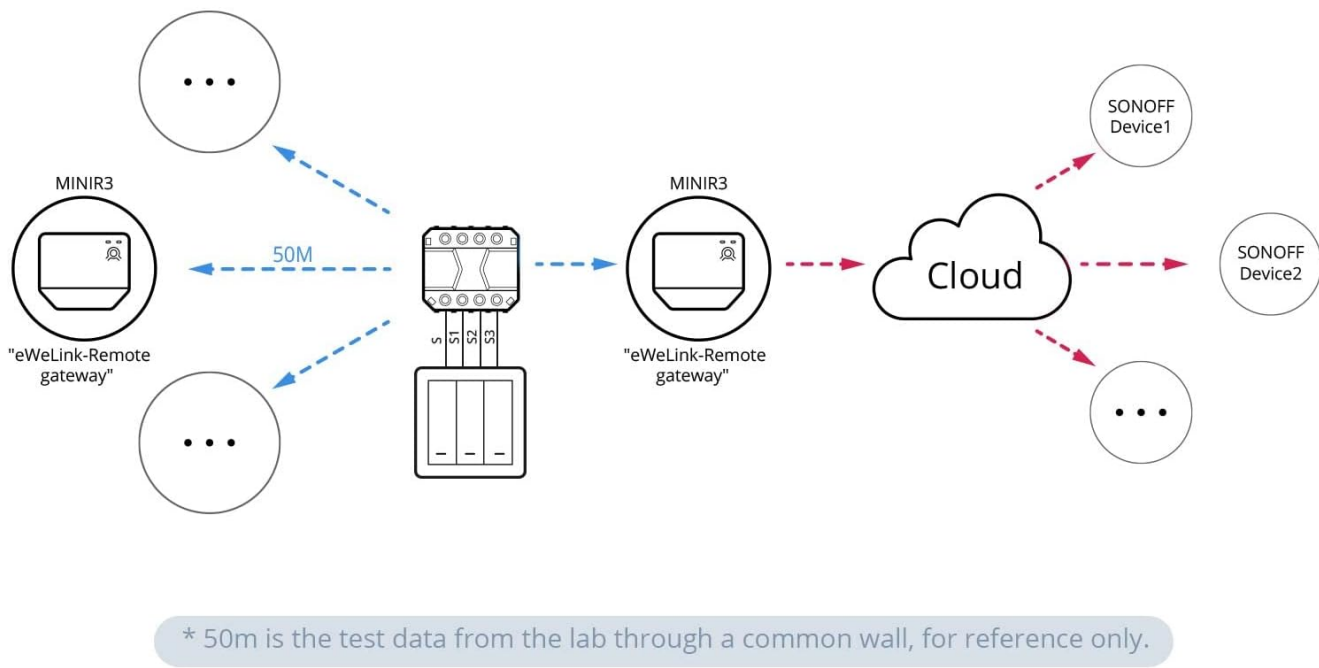 SONOFF
Device1
MINIR3
MINIR3
50M
Cloud
SONOFF
Device2
S
S1
S2
S3
"eWeLink-Remote
gateway"
"eWeLink-Remote
gateway"
* 50m is the test data from the lab through a common wall, for reference only.